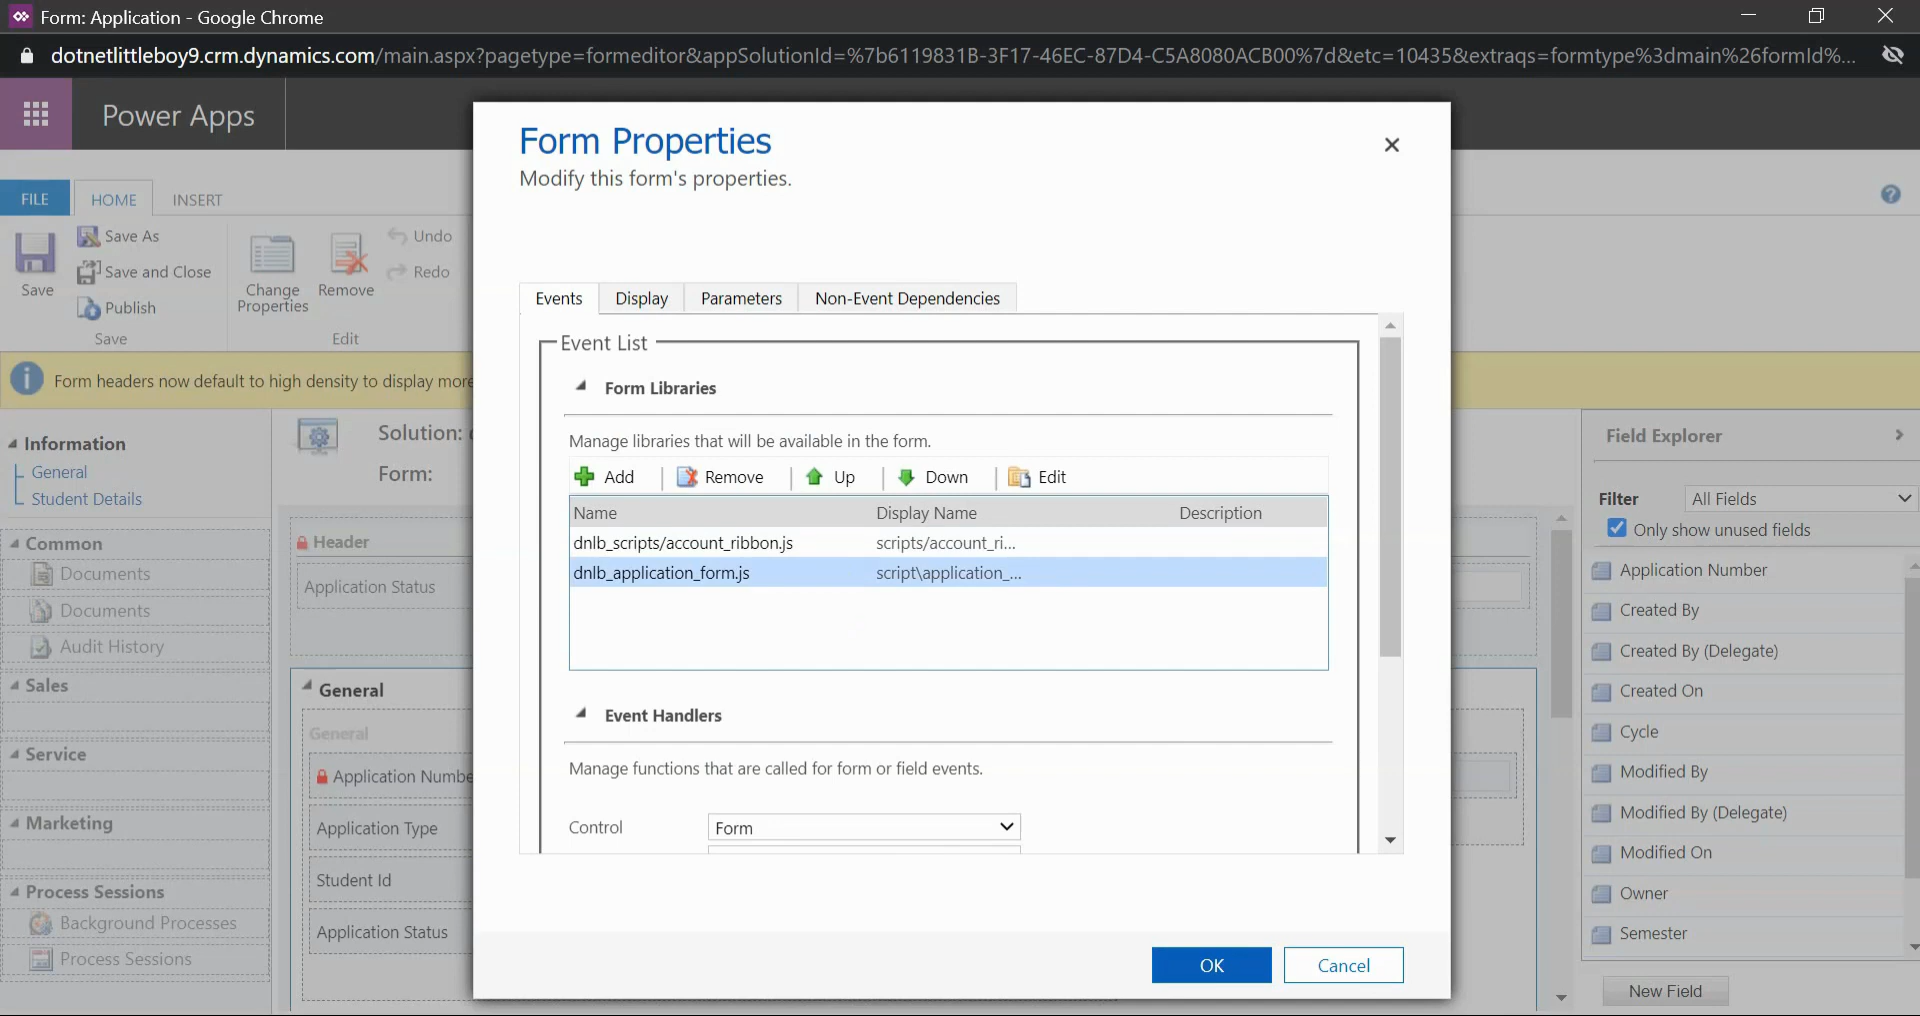 Form: Application - Google Chrome
dotnetlittleboy9.crm.dynamics.com/main.aspx?pagetype=formeditor&appSolutionId=%7b6119831B-3F17-46EC-87D4-C5A8080ACB00%7d&etc=10435&extraqs=formtype%3dmain%26formId%...
Power Apps
FILE
HOME
INSERT
Save
Save As
Save and Close
Publish
Save
Change
Properties
Remove
Undo
Redo
Edit
Form headers now default to high density to display more
Information
General
Student Details
Common
Documents
Documents
Audit History
Sales
Service
Marketing
Process Sessions
Background Processes
Process Sessions
Solution:
Form:
Header
Application Status
General
General
Application Numbe
Application Type
Student Id
Application Status
Form Properties
Modify this form's properties.
Events
Display
Parameters
Non-Event Dependencies
Event List
Form Libraries
Manage libraries that will be available in the form.
Add
Remove
Up
Down
Edit
Name Display Name Description
dnlb_scripts/account_ribbon.js scripts/account_ri...
dnlb_application_form.js script\application_...
Event Handlers
Manage functions that are called for form or field events.
Control Form
OK
Cancel
Field Explorer
Filter All Fields
Only show unused fields
Application Number
Created By
Created By (Delegate)
Created On
Cycle
Modified By
Modified By (Delegate)
Modified On
Owner
Semester
New Field